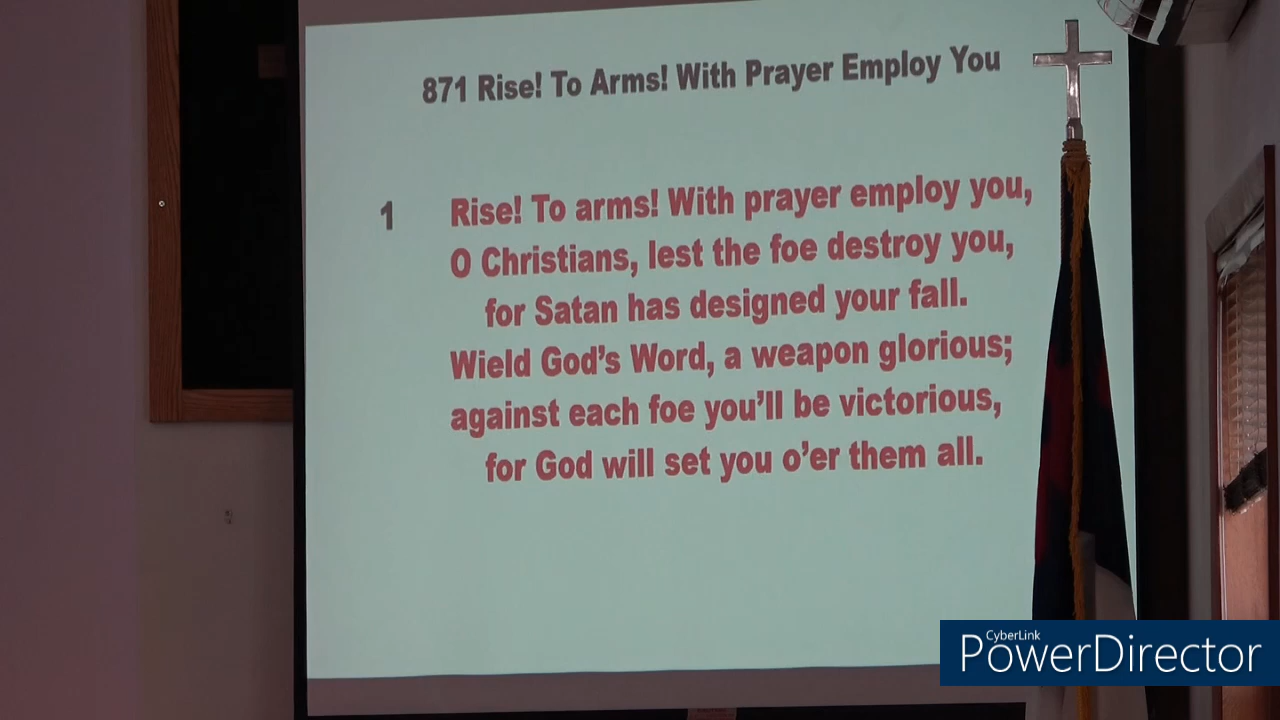 871 Rise! To Arms! With Prayer Employ You
1 Rise! To arms! With prayer employ you,
O Christians, lest the foe destroy you,
for Satan has designed your fall.
Wield God's Word, a weapon glorious;
against each foe you'll be victorious,
for God will set you o'er them all.
CyberLink
PowerDirector